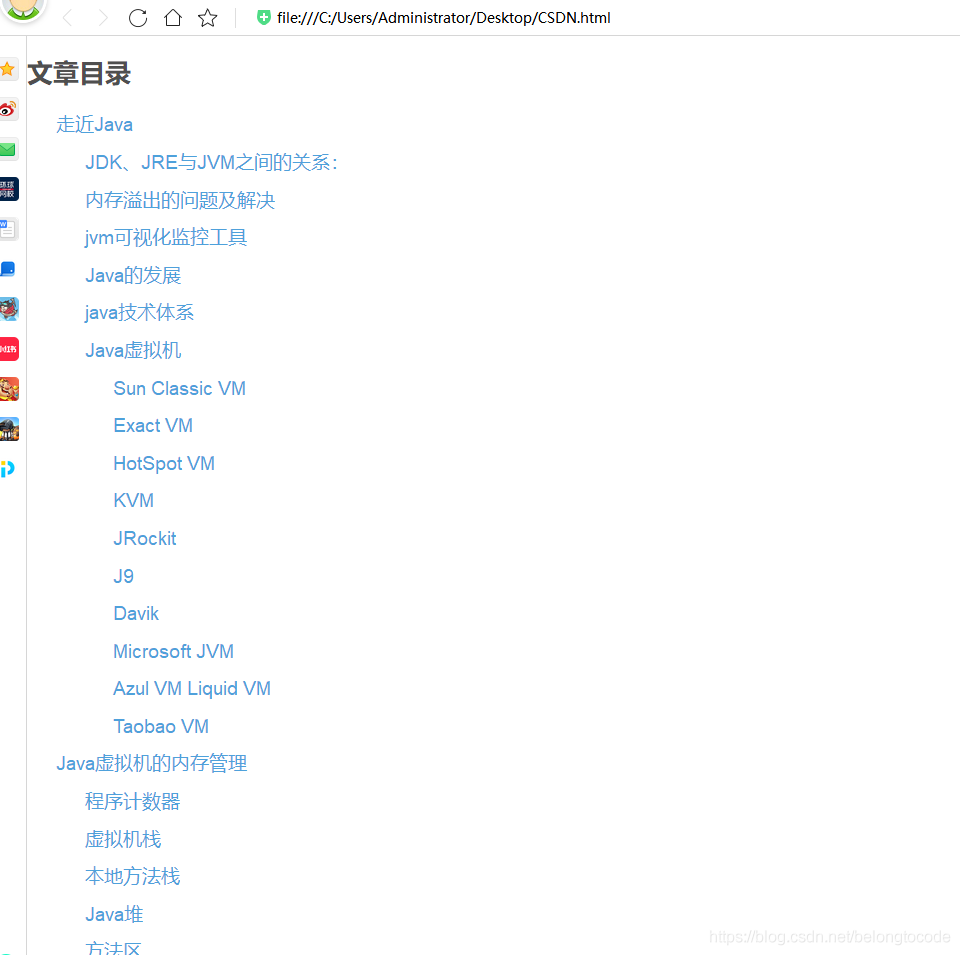 file:///C:/Users/Administrator/Desktop/CSDN.html
文章目录
走近Java
JDK、JRE与JVM之间的关系：
内存溢出的问题及解决
jvm可视化监控工具
Java的发展
java技术体系
Java虚拟机
Sun Classic VM
Exact VM
HotSpot VM
KVM
JRockit
J9
Davik
Microsoft JVM
Azul VM Liquid VM
Taobao VM
Java虚拟机的内存管理
程序计数器
虚拟机栈
本地方法栈
Java堆
方法区
https://blog.csdn.net/belongtocode